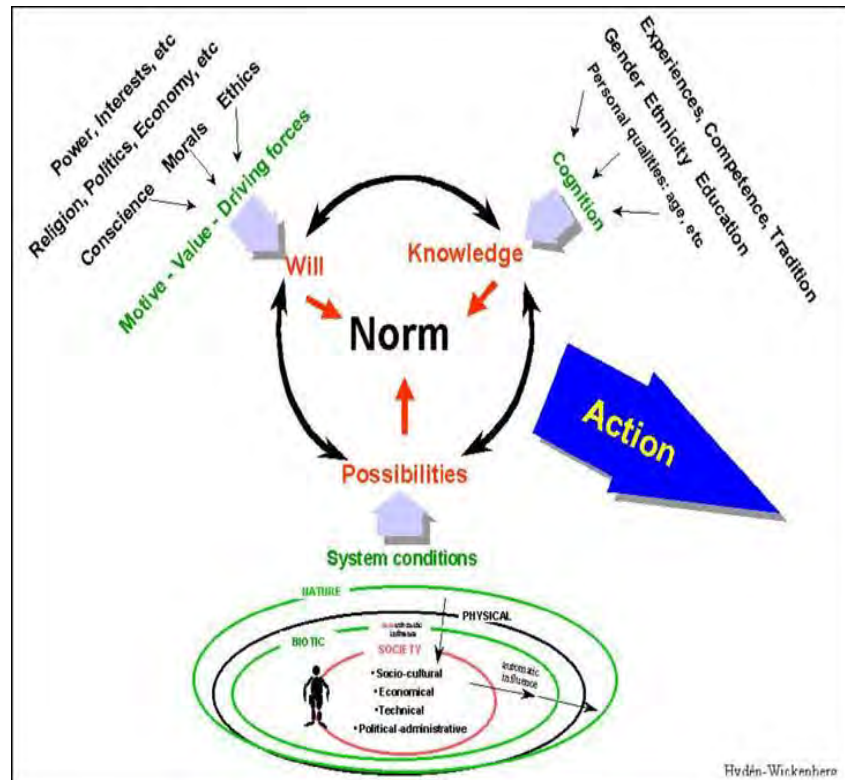 Power, Interests, etc
Religion, Politics, Economy, etc
Conscience Morals Ethics
Motive - Value - Driving forces
Experiences, Competence, Tradition
Gender Ethnicity Education
Personal qualities: age, etc
Cognition
Will
Knowledge
Norm
Action
Possibilities
System conditions
NATURE
PHYSICAL
influence
BIOTIC
SOCIETY
•Socio-cultural
•Economical
•Technical
•Political-administrative
automatic
influence
Hydén-Wickenberg